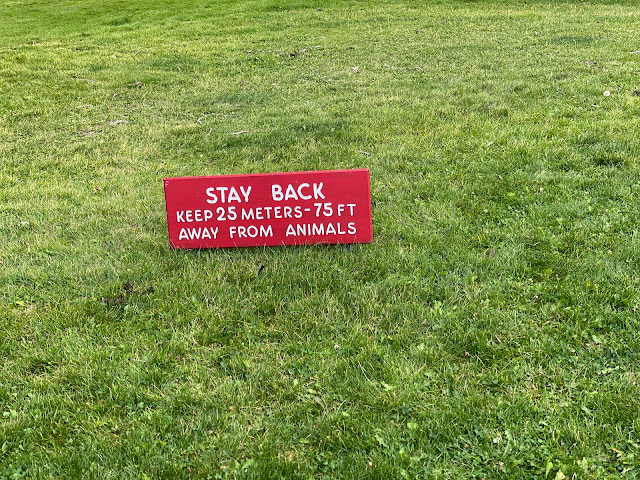 STAY BACK
KEEP 25 METERS-75 FT
AWAY FROM ANIMALS